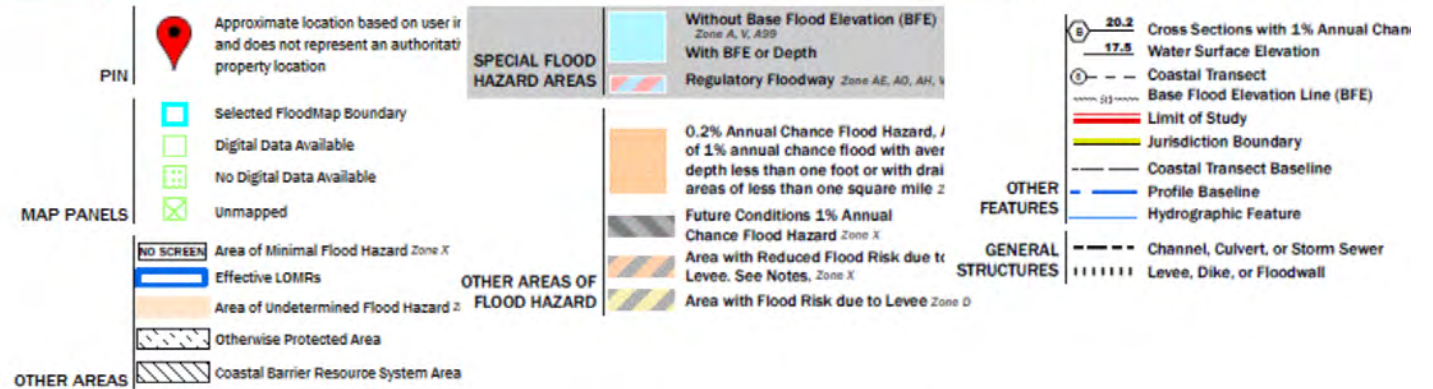 PIN
Approximate location based on user in
and does not represent an authoritati
property location
MAP PANELS
Selected FloodMap Boundary
Digital Data Available
No Digital Data Available
Unmapped
OTHER AREAS
NO SCREEN Area of Minimal Flood Hazard Zone X
Effective LOMRs
Area of Undetermined Flood Hazard Z
Otherwise Protected Area
Coastal Barrier Resource System Area
SPECIAL FLOOD
HAZARD AREAS
Without Base Flood Elevation (BFE)
Zone A, V, A99
With BFE or Depth
Regulatory Floodway Zone AE, AO, AH, V
OTHER AREAS OF
FLOOD HAZARD
0.2% Annual Chance Flood Hazard, A
of 1% annual chance flood with aver
depth less than one foot or with drai
areas of less than one square mile Z
Future Conditions 1% Annual
Chance Flood Hazard Zone X
Area with Reduced Flood Risk due to
Levee. See Notes. Zone X
Area with Flood Risk due to Levee Zone D
OTHER
FEATURES
B 20.2 Cross Sections with 1% Annual Chan
17.5 Water Surface Elevation
8 Coastal Transect
513 Base Flood Elevation Line (BFE)
Limit of Study
Jurisdiction Boundary
Coastal Transect Baseline
Profile Baseline
Hydrographic Feature
GENERAL
STRUCTURES
Channel, Culvert, or Storm Sewer
Levee, Dike, or Floodwall